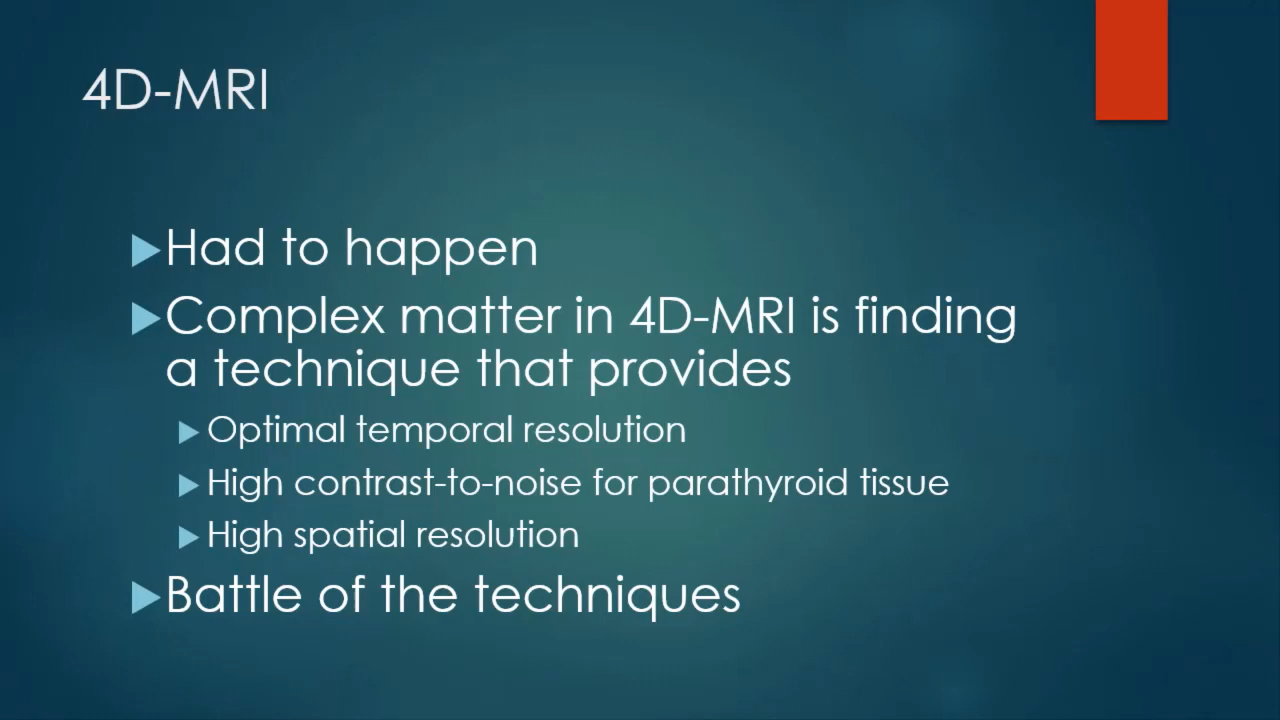 4D-MRI
Had to happen
Complex matter in 4D-MRI is finding
a technique that provides
Optimal temporal resolution
High contrast-to-noise for parathyroid tissue
High spatial resolution
Battle of the techniques